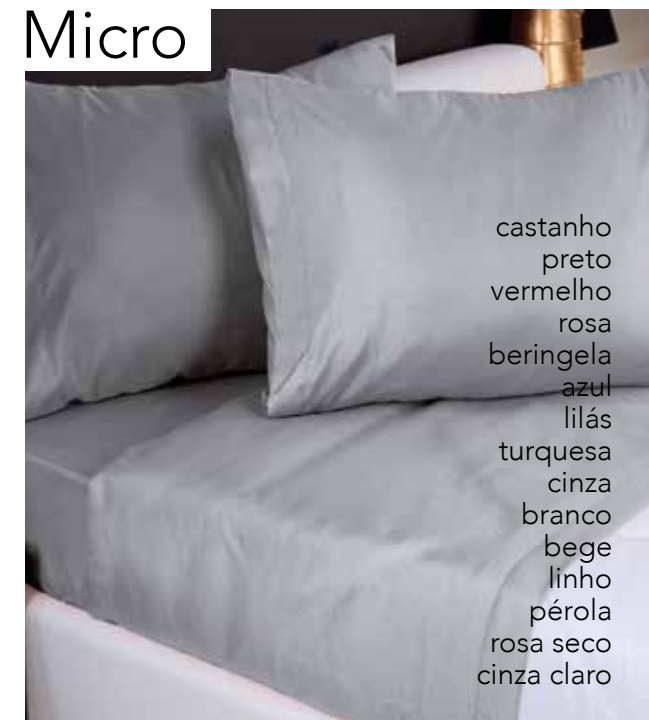 Micro
castanho
preto
vermelho
rosa
beringela
azul
lilás
turquesa
cinza
branco
bege
linho
pérola
rosa seco
cinza claro